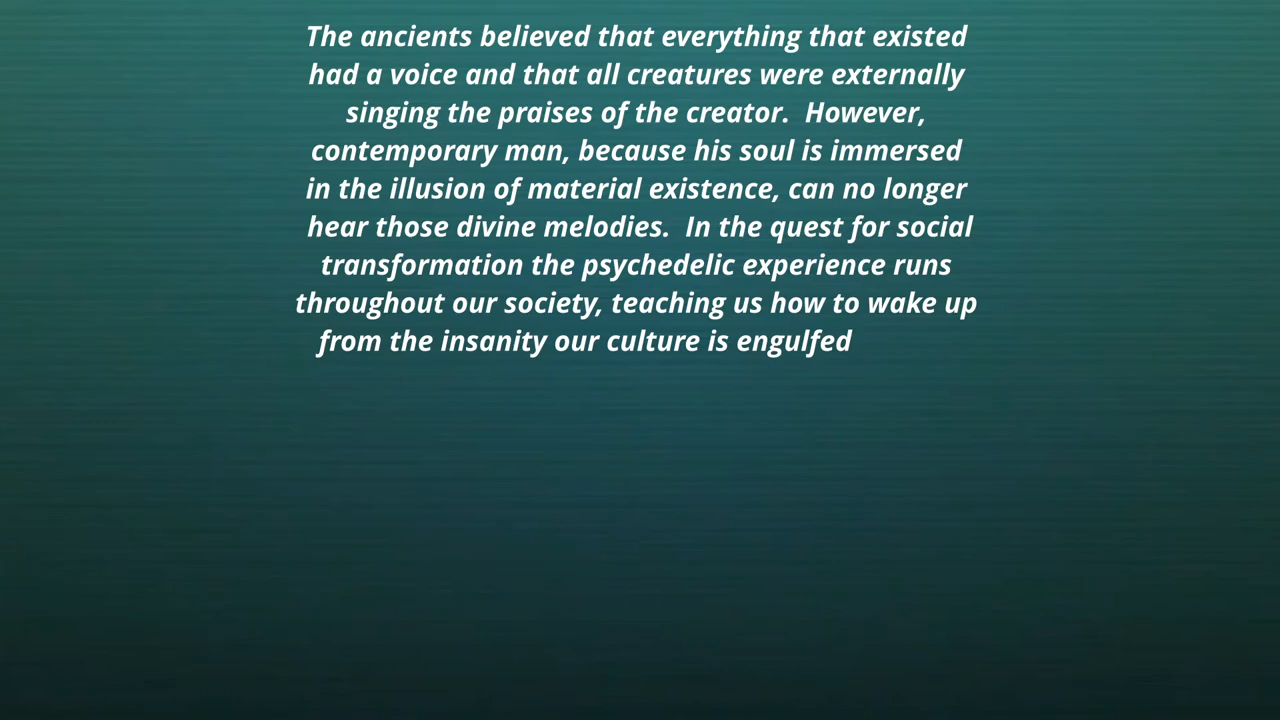 The ancients believed that everything that existed
had a voice and that all creatures were externally
singing the praises of the creator.  However,
contemporary man, because his soul is immersed
in the illusion of material existence, can no longer
hear those divine melodies.  In the quest for social
transformation the psychedelic experience runs
throughout our society, teaching us how to wake up
from the insanity our culture is engulfed